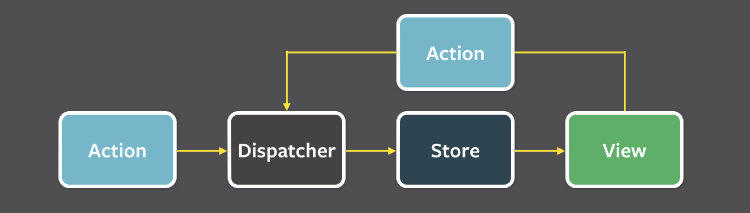 Action
Action
Dispatcher
Store
View